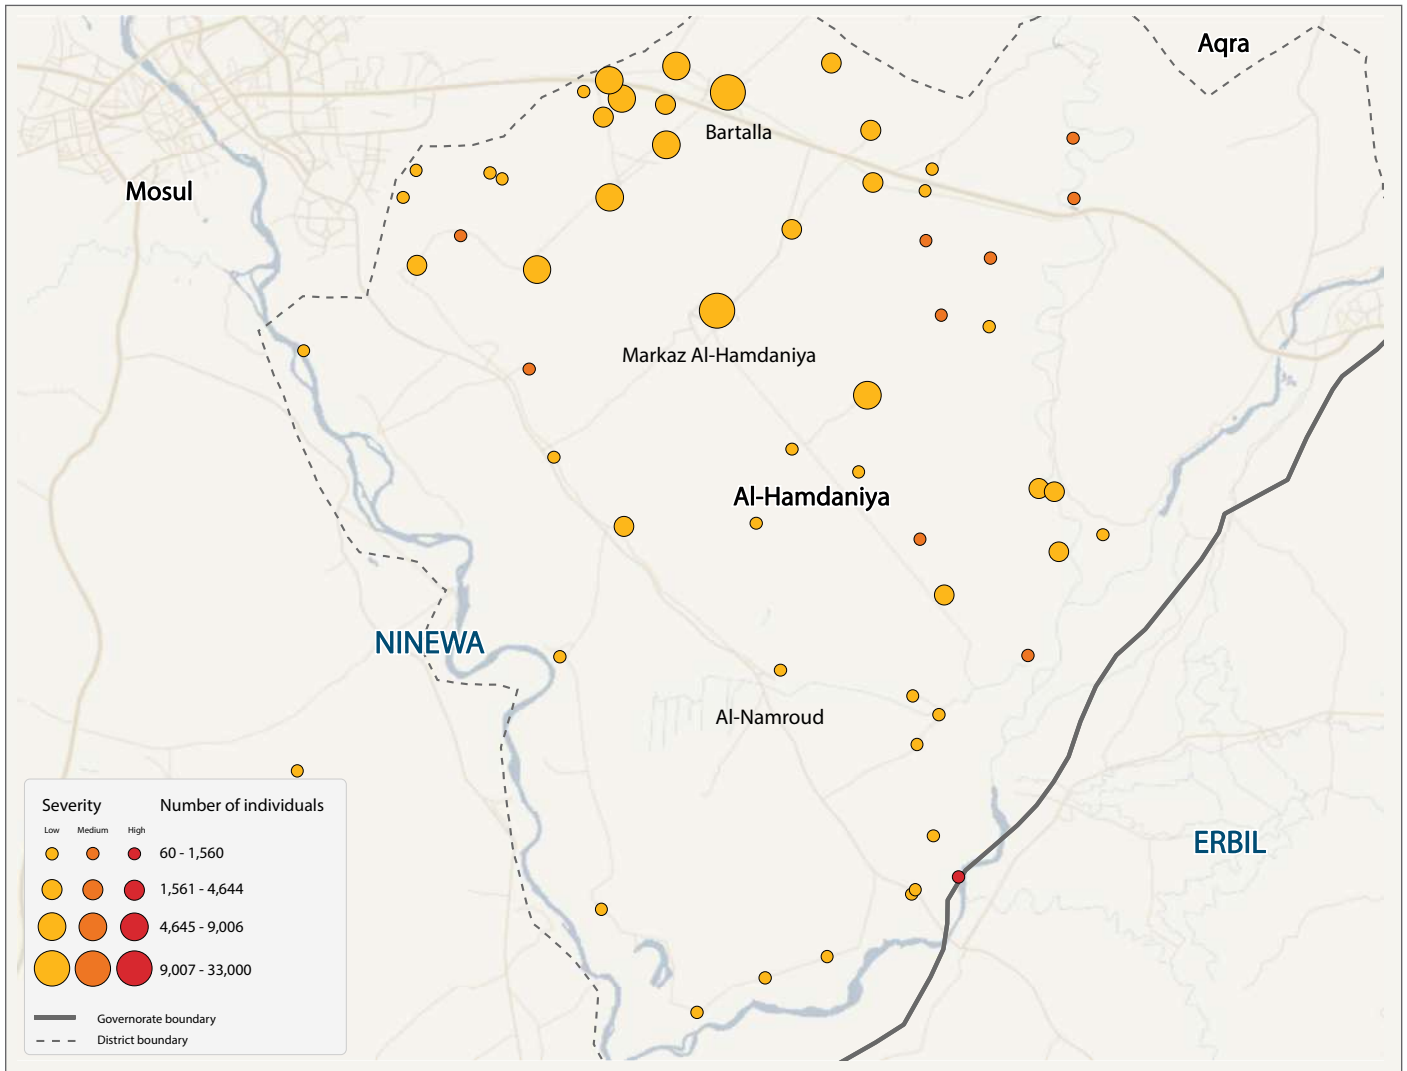 Aqra
Bartalla
Mosul
Markaz Al-Hamdaniya
Al-Hamdaniya
NINEWA
Al-Namroud
ERBIL
Severity Number of individuals
Low Medium High
60 - 1,560
1,561 - 4,644
4,645 - 9,006
9,007 - 33,000
Governorate boundary
District boundary